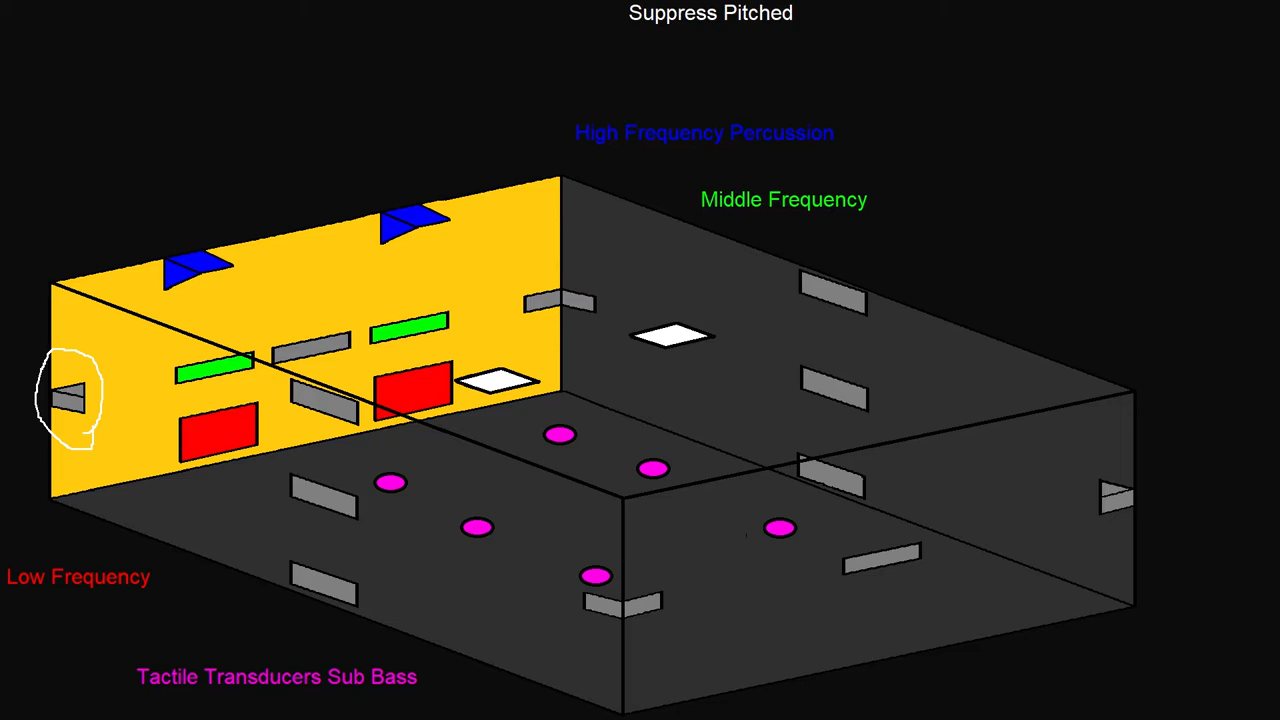 Suppress Pitched
High Frequency Percussion
Middle Frequency
Low Frequency
Tactile Transducers Sub Bass